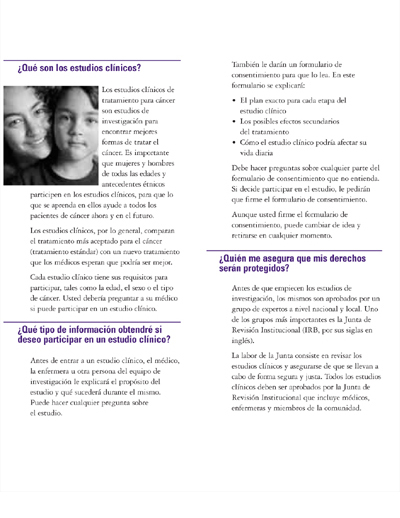 ¿Qué son los estudios clínicos?
Los estudios clínicos de
tratamiento para cáncer
son estudios de
investigación para
encontrar mejores
formas de tratar el
cáncer. Es importante
que mujeres y hombres
de todas las edades y
antecedentes étnicos
participen en los estudios clínicos, para que lo
que se aprenda en ellos ayude a todos los
pacientes de cáncer ahora y en el futuro.
Los estudios clínicos, por lo general, comparan
el tratamiento más aceptado para el cáncer
(tratamiento estándar) con un nuevo tratamiento
que los médicos esperan que podría ser mejor.
Cada estudio clínico tiene sus requisitos para
participar, tales como la edad, el sexo o el tipo
de cáncer. Usted debería preguntar a su médico
si puede participar en un estudio clínico.
¿Qué tipo de información obtendré si
deseo participar en un estudio clínico?
Antes de entrar a un estudio clínico, el médico,
la enfermera u otra persona del equipo de
investigación le explicará el propósito del
estudio y qué sucederá durante el mismo.
Puede hacer cualquier pregunta sobre
el estudio.
También le darán un formulario de
consentimiento para que lo lea. En este
formulario se explicará:
• El plan exacto para cada etapa del
estudio clínico
• Los posibles efectos secundarios
del tratamiento
• Cómo el estudio clínico podría afectar su
vida diaria
Debe hacer preguntas sobre cualquier parte del
formulario de consentimiento que no entienda.
Si decide participar en el estudio, le pedirán
que firme el formulario de consentimiento.
Aunque usted firme el formulario de
consentimiento, puede cambiar de idea y
retirarse en cualquier momento.
¿Quién me asegura que mis derechos
serán protegidos?
Antes de que empiecen los estudios de
investigación, los mismos son aprobados por un
grupo de expertos a nivel nacional y local. Uno
de los grupos más importantes es la Junta de
Revisión Institucional (IRB, por sus siglas en
inglés).
La labor de la Junta consiste en revisar los
estudios clínicos y asegurarse de que se llevan a
cabo de forma segura y justa. Todos los estudios
clínicos deben ser aprobados por la Junta de
Revisión Institucional que incluye médicos,
enfermeras y miembros de la comunidad.